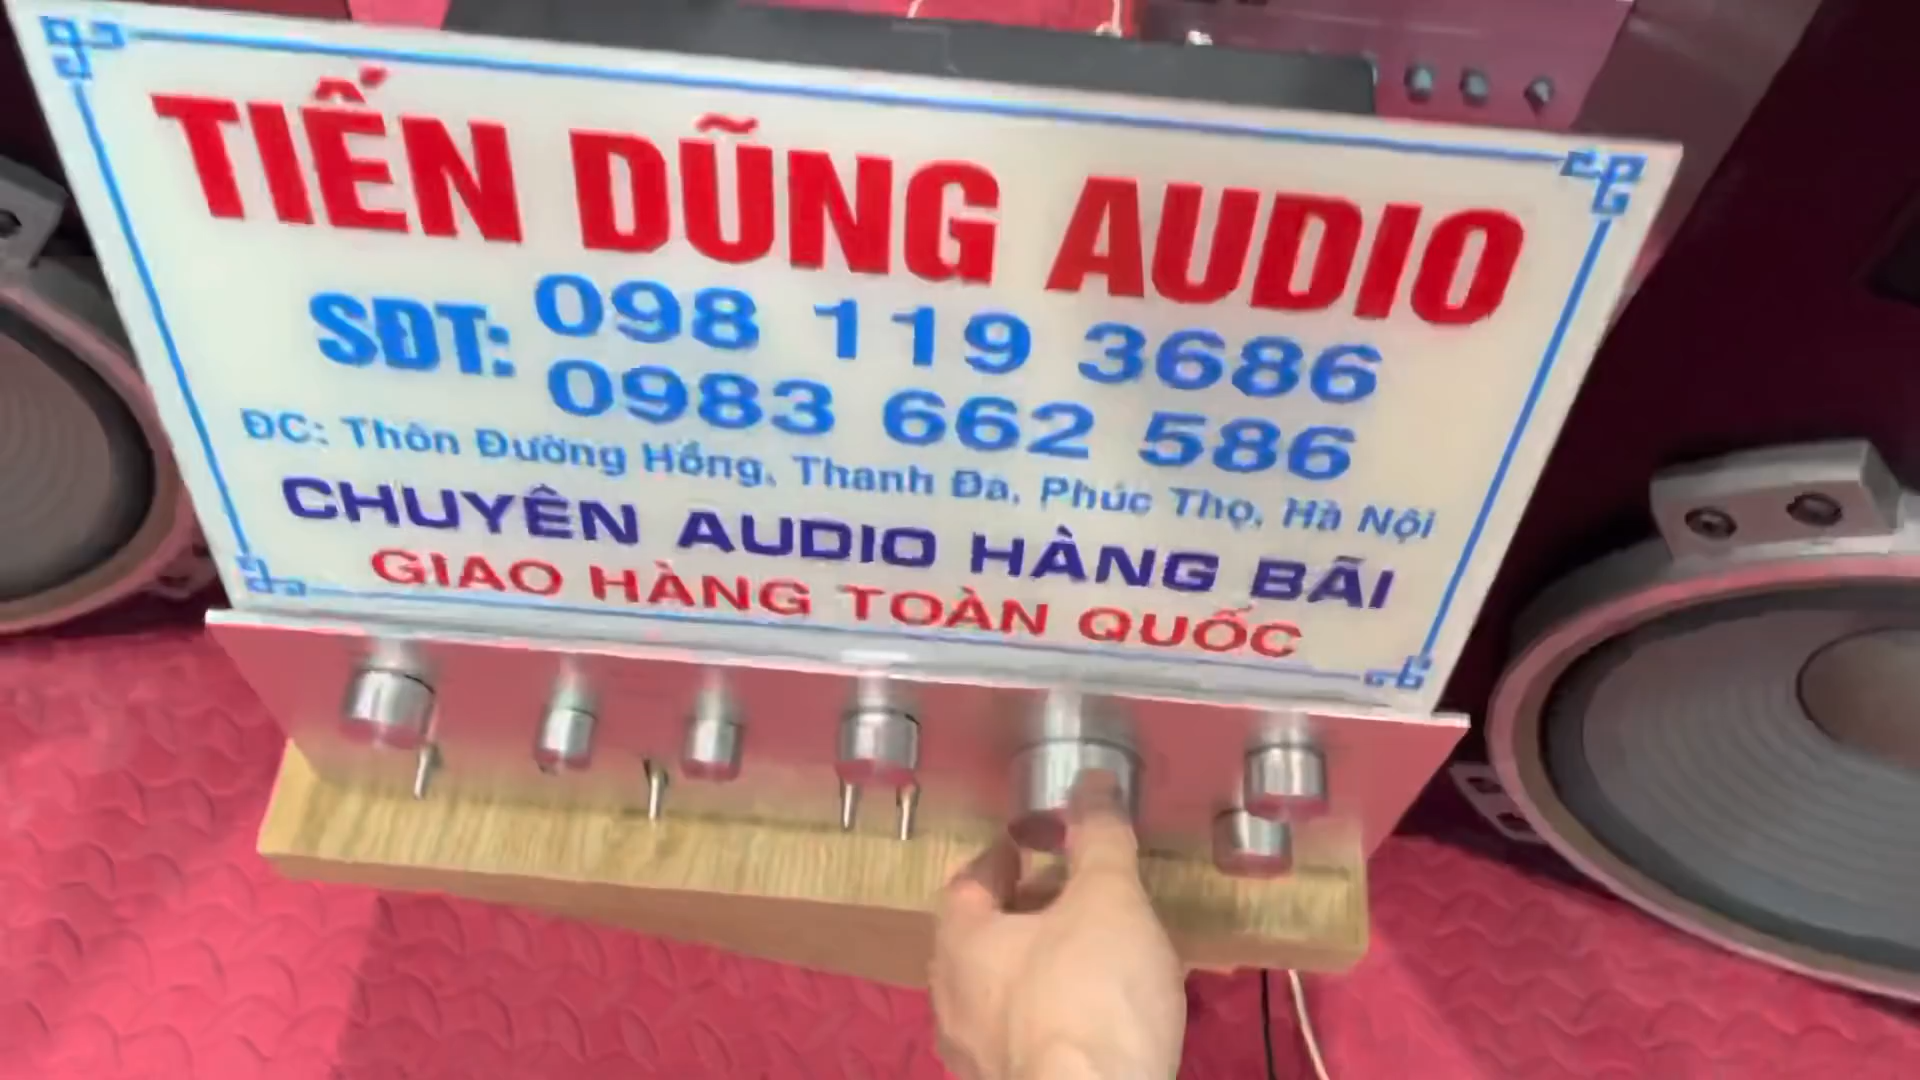 TIẾN DŨNG AUDIO
SĐT: 098 119 3686
0983 662 586
ĐC: Thôn Đường Hồng, Thanh Đa, Phúc Thọ, Hà Nội
CHUYÊN AUDIO HÀNG BÃI
GIAO HÀNG TOÀN QUỐC